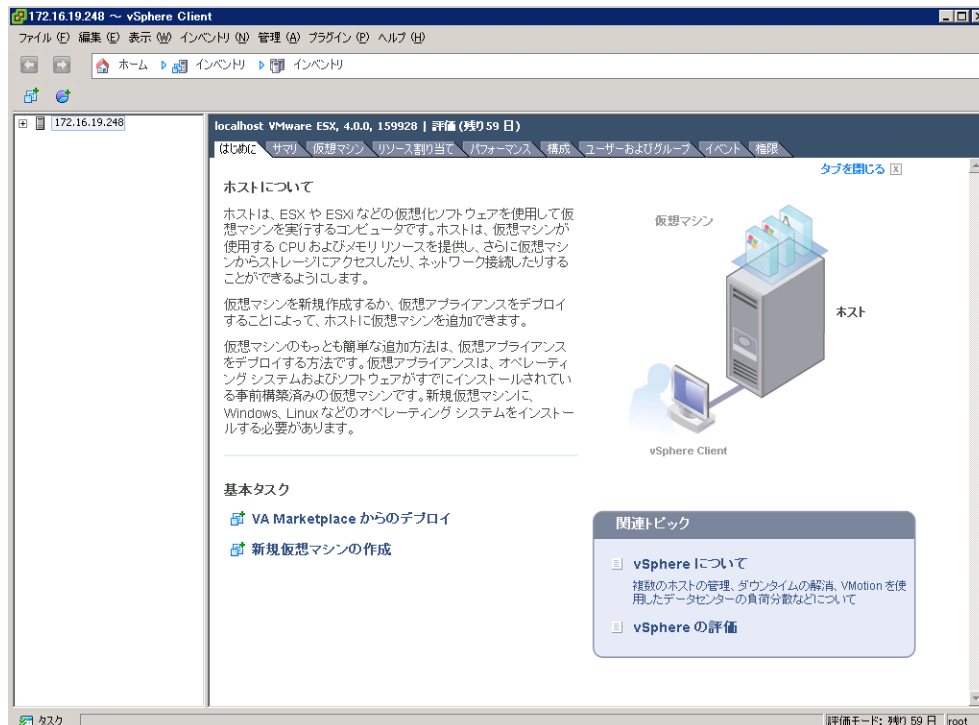 172.16.19.248 ～ vSphere Client
ファイル (F) 編集 (E) 表示 (W) インベントリ (N) 管理 (A) プラグイン (P) ヘルプ (H)
ホーム インベントリ インベントリ
172.16.19.248
localhost VMware ESX, 4.0.0, 159928 | 評価 (残り 59 日)
はじめに サマリ 仮想マシン リソース割り当て パフォーマンス 構成 ユーザーおよびグループ イベント 権限
タブを閉じる
ホストについて
ホストは、ESX や ESXi などの仮想化ソフトウェアを使用して仮
想マシンを実行するコンピュータです。ホストは、仮想マシンが
使用する CPU およびメモリ リソースを提供し、さらに仮想マシ
ンからストレージにアクセスしたり、ネットワーク接続したりする
ことができるようにします。
仮想マシンを新規作成するか、仮想アプライアンスをデプロイ
することによって、ホストに仮想マシンを追加できます。
仮想マシンのもっとも簡単な追加方法は、仮想アプライアンス
をデプロイする方法です。仮想アプライアンスは、オペレーティ
ング システムおよびソフトウェアがすでにインストールされてい
る事前構築済みの仮想マシンです。新規仮想マシンに、
Windows、Linux などのオペレーティング システムをインストー
ルする必要があります。
仮想マシン
ホスト
vSphere Client
基本タスク
VA Marketplace からのデプロイ
新規仮想マシンの作成
関連トピック
vSphere について
複数のホストの管理、ダウンタイムの解消、VMotion を使
用したデータセンターの負荷分散などについて
vSphere の評価
タスク
評価モード: 残り 59 日 root